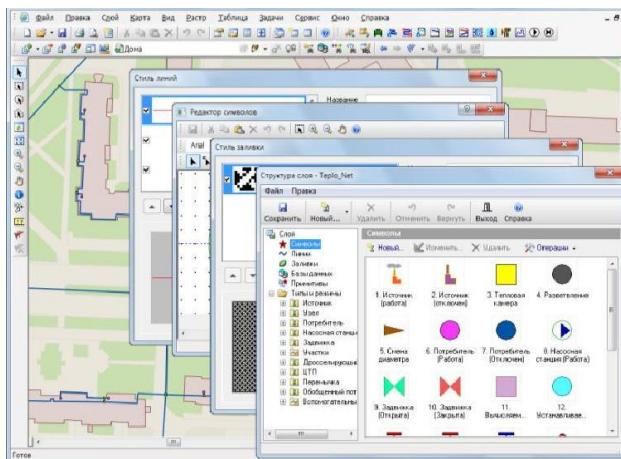 Файл Правка Слой Карта Вид Растр Таблица Задачи Сервис Окно Справка
Дома
Стиль линий
Название
Редактор символов
Arial
Стиль заливки
Структура слоя - Teplo_Net
Файл Правка
Сохранить Новый... Удалить Отменить Вернуть Выход Справка
Слой
Символы
Линии
Заливки
Базы данных
Примитивы
Типы и режимы
Источник
Узел
Потребитель
Насосная станци
Задвижка
Участки
Дросселирующие
ЦТП
Перемычка
Обобщенный пот
Вспомогательны
Символы
Новый... Изменить... Удалить Операции
1. Источник (работа)
2. Источник (отключен)
3. Тепловая камера
4. Разветвление
5. Смена диаметра
6. Потребитель (Работа)
7. Потребитель (Отключен)
8. Насосная станция (Работа)
9. Задвижка (Открыта)
10. Задвижка (Закрыта)
11. Вычисляем...
12. Устанавливае...
Готов